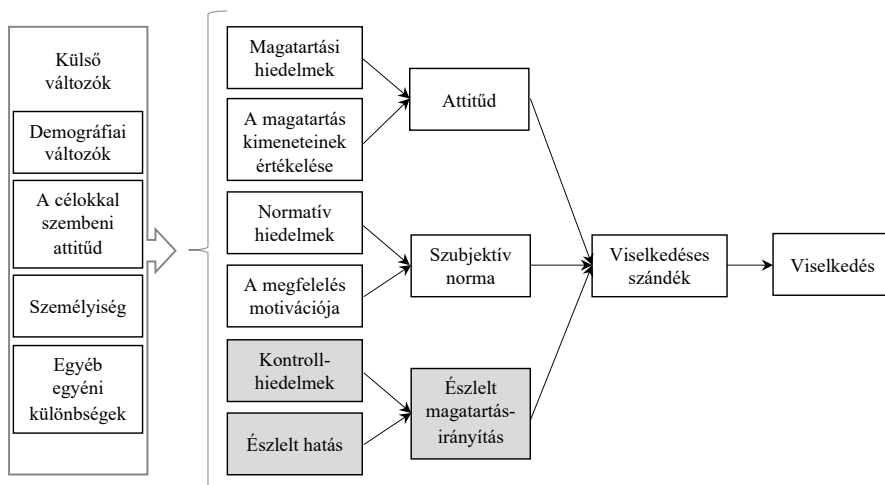 Külső
változók
Demográfiai
változók
A célokkal
szembeni
attitűd
Személyiség
Egyéb
egyéni
különbségek
Magatartási
hiedelmek
A magatartás
kimeneteinek
értékelése
Normatív
hiedelmek
A megfelelés
motivációja
Kontroll-
hiedelmek
Észlelt hatás
Attitűd
Szubjektív
norma
Észlelt
magatartás-
irányítás
Viselkedéses
szándék
Viselkedés